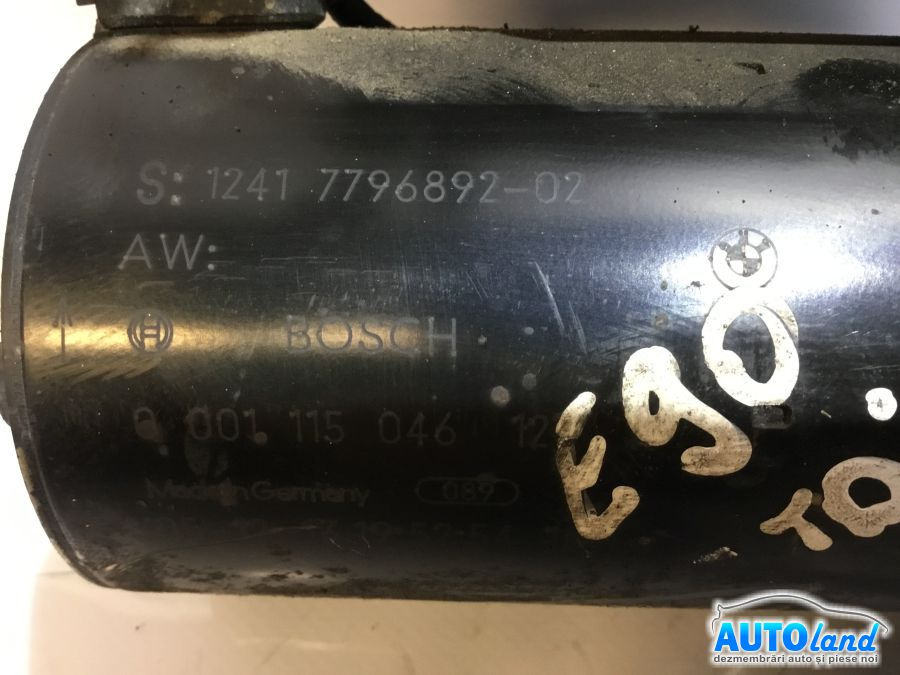 S: 1241 7796892-02
AW:
BOSCH
0 001 115 046
Made in Germany 089
E90
AUTOland
dezmembrări auto și piese noi